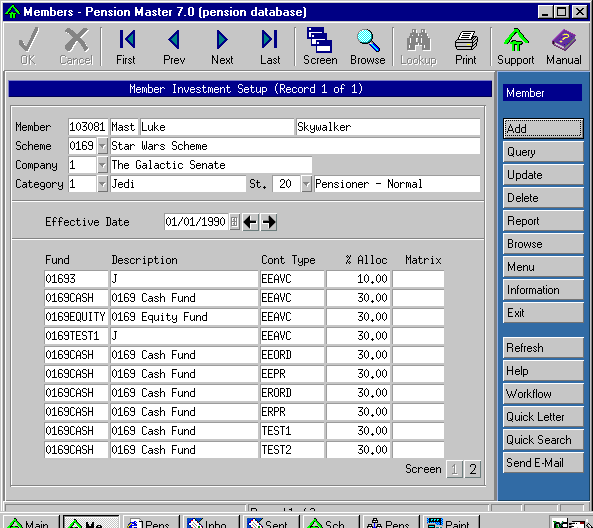 Members - Pension Master 7.0 (pension database)
OK Cancel First Prev Next Last Screen Browse Lookup Print Support Manual
Member Investment Setup (Record 1 of 1)
Member 103081 Mast Luke Skywalker
Scheme 0169 Star Wars Scheme
Company 1 The Galactic Senate
Category 1 Jedi St. 20 Pensioner - Normal
Effective Date 01/01/1990
Fund Description Cont Type % Alloc Matrix
01693 J EEAVC 10.00
0169CASH 0169 Cash Fund EEAVC 30.00
0169EQUITY 0169 Equity Fund EEAVC 30.00
0169TEST1 J EEAVC 30.00
0169CASH 0169 Cash Fund EEORD 30.00
0169CASH 0169 Cash Fund EEPR 30.00
0169CASH 0169 Cash Fund ERORD 30.00
0169CASH 0169 Cash Fund ERPR 30.00
0169CASH 0169 Cash Fund TEST1 30.00
0169CASH 0169 Cash Fund TEST2 30.00
Screen 1 2
Member
Add
Query
Update
Delete
Report
Browse
Menu
Information
Exit
Refresh
Help
Workflow
Quick Letter
Quick Search
Send E-Mail
Main Me Pens Inbo Sent Sch Pens Paint